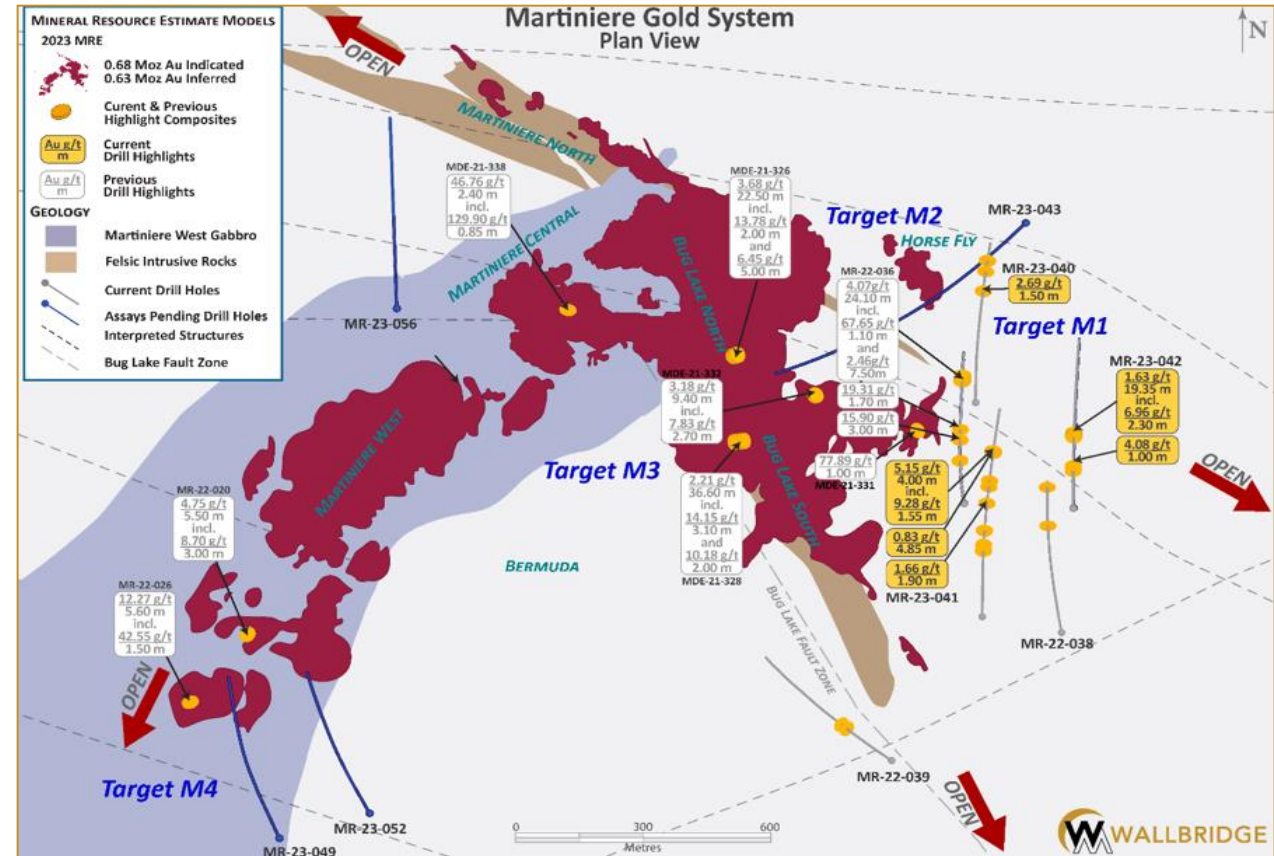 Martiniere Gold System
Plan View
N
MINERAL RESOURCE ESTIMATE MODELS
2023 MRE
0.68 Moz Au Indicated
0.63 Moz Au Inferred
Curent & Previous
Highlight Composites
Au g/t
m
Current
Drill Highlights
Au g/t
m
Previous
Drill Highlights
GEOLOGY
Martiniere West Gabbro
Felsic Intrusive Rocks
Current Drill Holes
Assays Pending Drill Holes
Interpreted Structures
Bug Lake Fault Zone
OPEN
MARTINIERE NORTH
MARTINIERE CENTRAL
MDE-21-338
46.76 g/t
2.40 m
incl.
129.90 g/t
0.85 m
MDE-21-326
3.68 g/t
22.50 m
incl.
13.78 g/t
2.00 m
and
6.45 g/t
5.00 m
Target M2
HORSE FLY
MR-23-043
MR-23-040
2.69 g/t
1.50 m
MR-22-036
4.07g/t
24.10 m
incl.
67.65 g/t
1.10 m
and
2.46g/t
7.50m
19.31 g/t
1.70 m
15.90 g/t
3.00 m
Target M1
MR-23-042
1.63 g/t
19.35 m
incl.
6.96 g/t
2.30 m
4.08 g/t
1.00 m
OPEN
MR-23-056
BUG LAKE NORTH
MDE-21-332
3.18 g/t
9.40 m
incl.
7.83 g/t
2.70 m
Target M3
MARTINIERE WEST
BUG LAKE SOUTH
77.89 g/t
1.00 m
MDE-21-331
2.21 g/t
36.60 m
incl.
14.15 g/t
3.10 m
and
10.18 g/t
2.00 m
MDE-21-328
5.15 g/t
4.00 m
incl.
9.28 g/t
1.55 m
0.83 g/t
4.85 m
1.66 g/t
1.90 m
MR-23-041
MR-22-020
4.75 g/t
5.50 m
incl.
8.70 g/t
3.00 m
BERMUDA
MR-22-026
12.27 g/t
5.60 m
incl.
42.55 g/t
1.50 m
OPEN
BUG LAKE FAULT ZONE
MR-22-038
MR-22-039
OPEN
Target M4
MR-23-052
MR-23-049
0 300 600
Metres
WALLBRIDGE